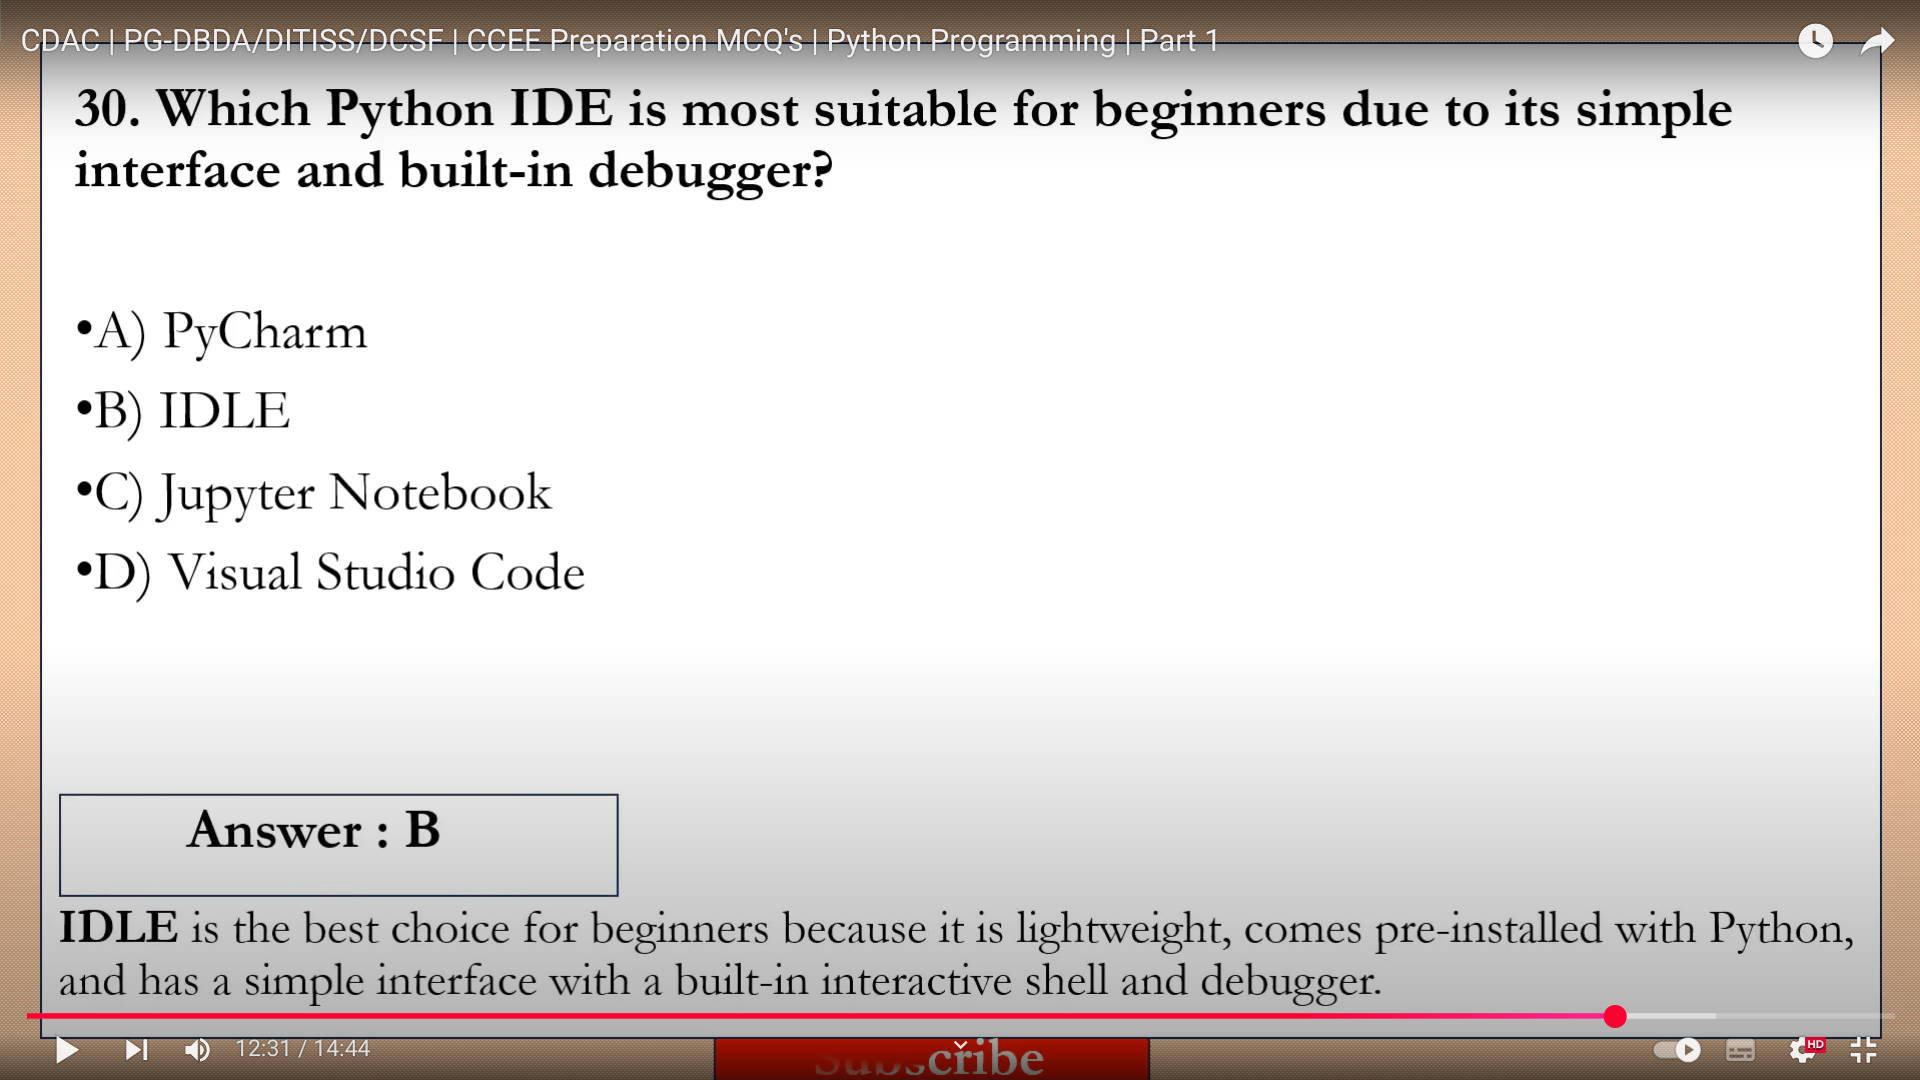 CDAC | PG-DBDA/DITISS/DCSF | CCEE Preparation MCQ's | Python Programming | Part 1
30. Which Python IDE is most suitable for beginners due to its simple
interface and built-in debugger?
•A) PyCharm
•B) IDLE
•C) Jupyter Notebook
•D) Visual Studio Code
Answer : B
IDLE is the best choice for beginners because it is lightweight, comes pre-installed with Python,
and has a simple interface with a built-in interactive shell and debugger.
12:31 / 14:44
Subscribe
HD